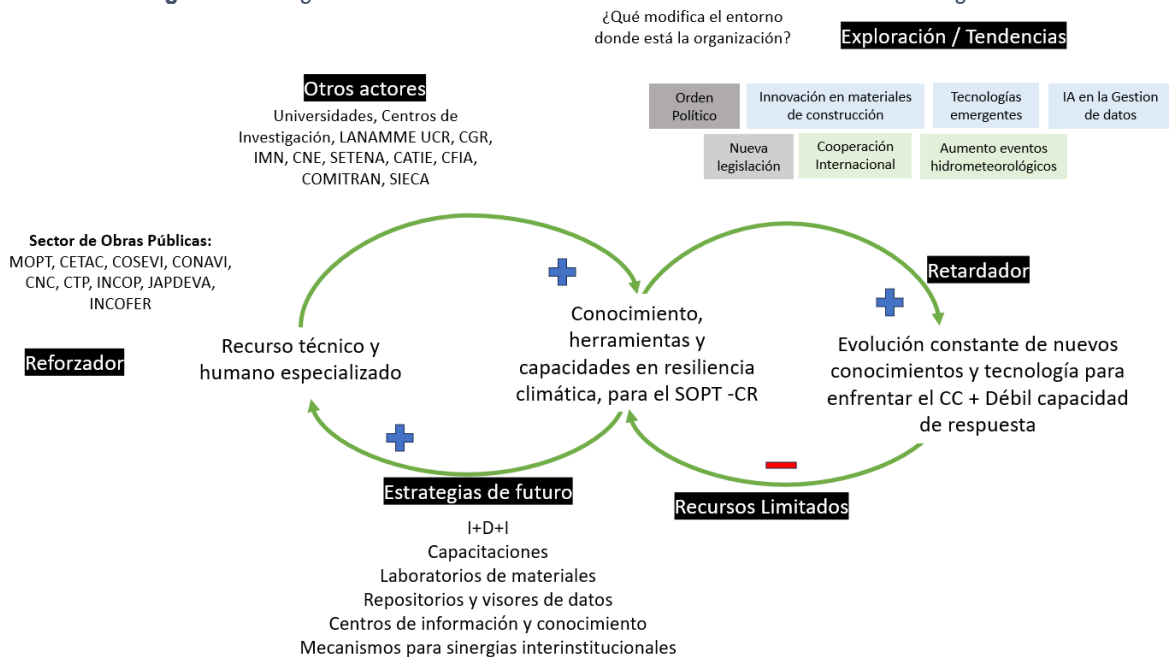 ¿Qué modifica el entorno
donde está la organización?
Exploración / Tendencias
Otros actores
Universidades, Centros de
Investigación, LANAMME UCR, CGR,
IMN, CNE, SETENA, CATIE, CFIA,
COMITRAN, SIECA
Orden
Político
Innovación en materiales
de construcción
Tecnologías
emergentes
IA en la Gestion
de datos
Nueva
legislación
Cooperación
Internacional
Aumento eventos
hidrometeorológicos
Sector de Obras Públicas:
MOPT, CETAC, COSEVI, CONAVI,
CNC, CTP, INCOP, JAPDEVA,
INCOFER
Retardador
Reforzador
Recurso técnico y
humano especializado
Conocimiento,
herramientas y
capacidades en resiliencia
climática, para el SOPT -CR
Evolución constante de nuevos
conocimientos y tecnología para
enfrentar el CC + Débil capacidad
de respuesta
Estrategias de futuro
Recursos Limitados
I+D+I
Capacitaciones
Laboratorios de materiales
Repositorios y visores de datos
Centros de información y conocimiento
Mecanismos para sinergias interinstitucionales